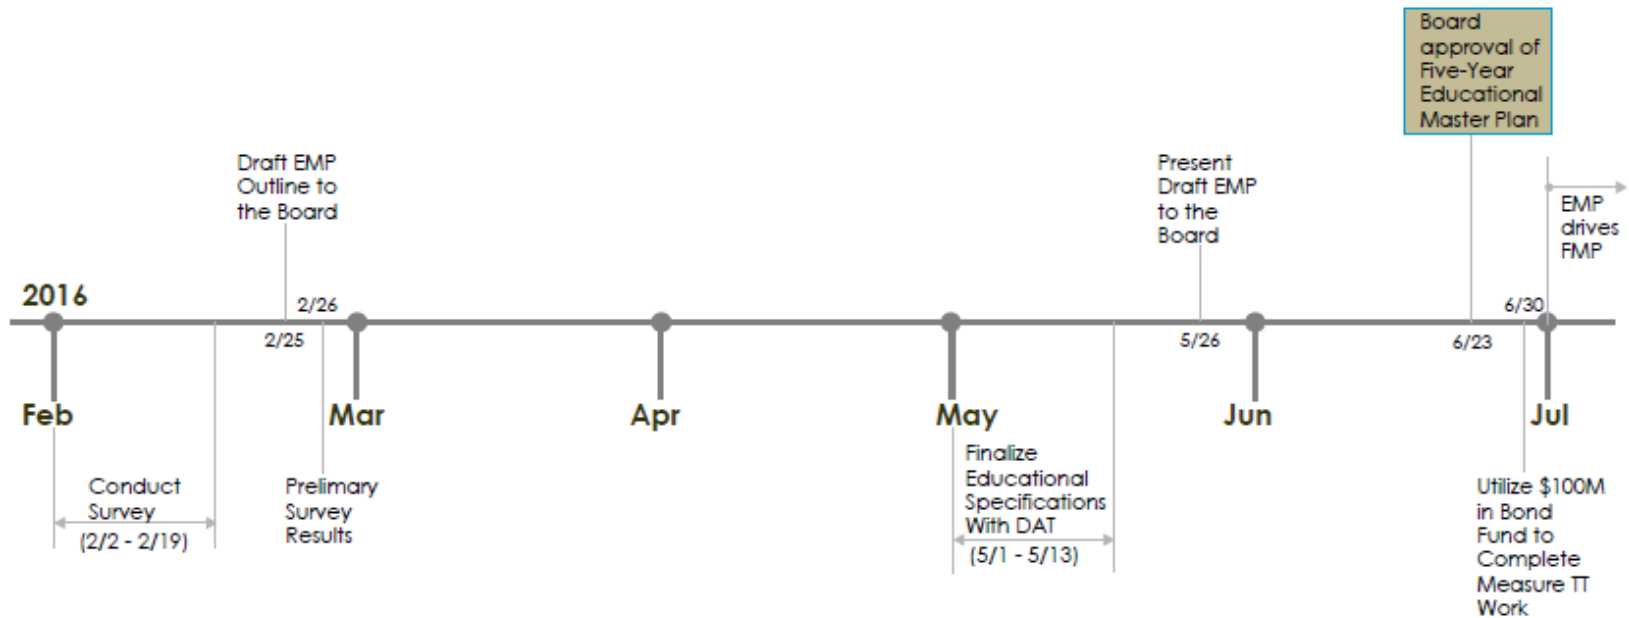 Board
approval of
Five-Year
Educational
Master Plan
Draft EMP
Outline to
the Board
Present
Draft EMP
to the
Board
EMP
drives
FMP
2016
2/26
6/30
2/25
5/26
6/23
Feb
Mar
Apr
May
Jun
Jul
Conduct
Survey
(2/2 - 2/19)
Prelimary
Survey
Results
Finalize
Educational
Specifications
With DAT
(5/1 - 5/13)
Utilize $100M
in Bond
Fund to
Complete
Measure TT
Work